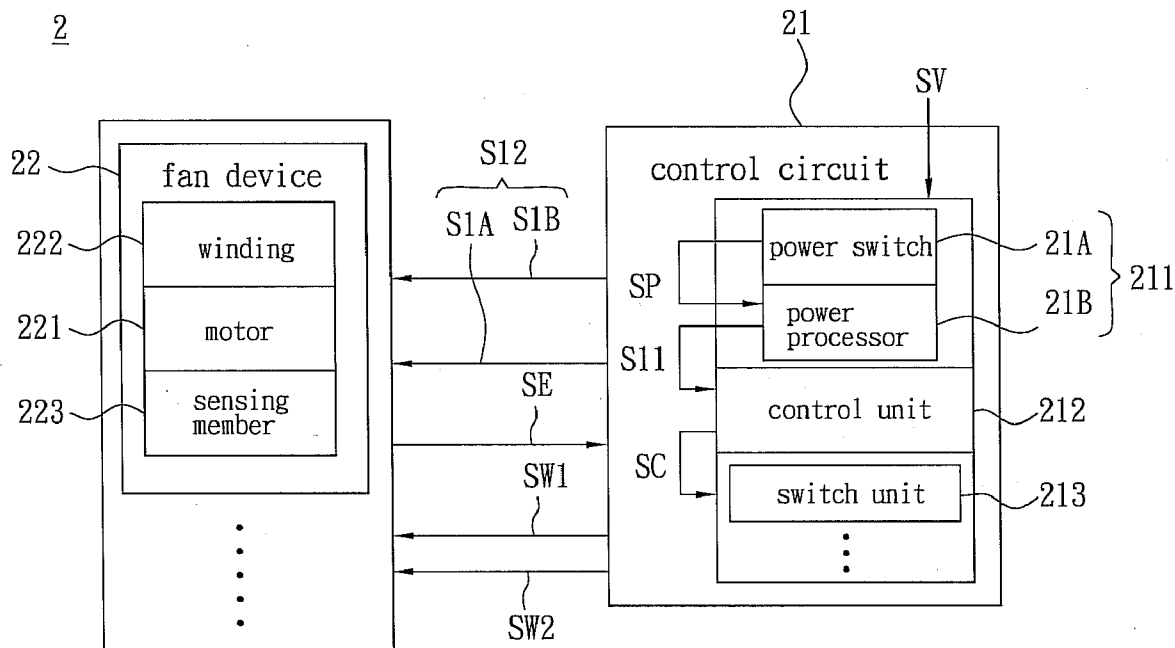 2
21
SV
22
fan device
S12
control circuit
222
winding
S1A
S1B
power switch
21A
211
SP
221
motor
power
processor
21B
S11
223
sensing
member
SE
control unit
212
SC
SW1
switch unit
213
SW2